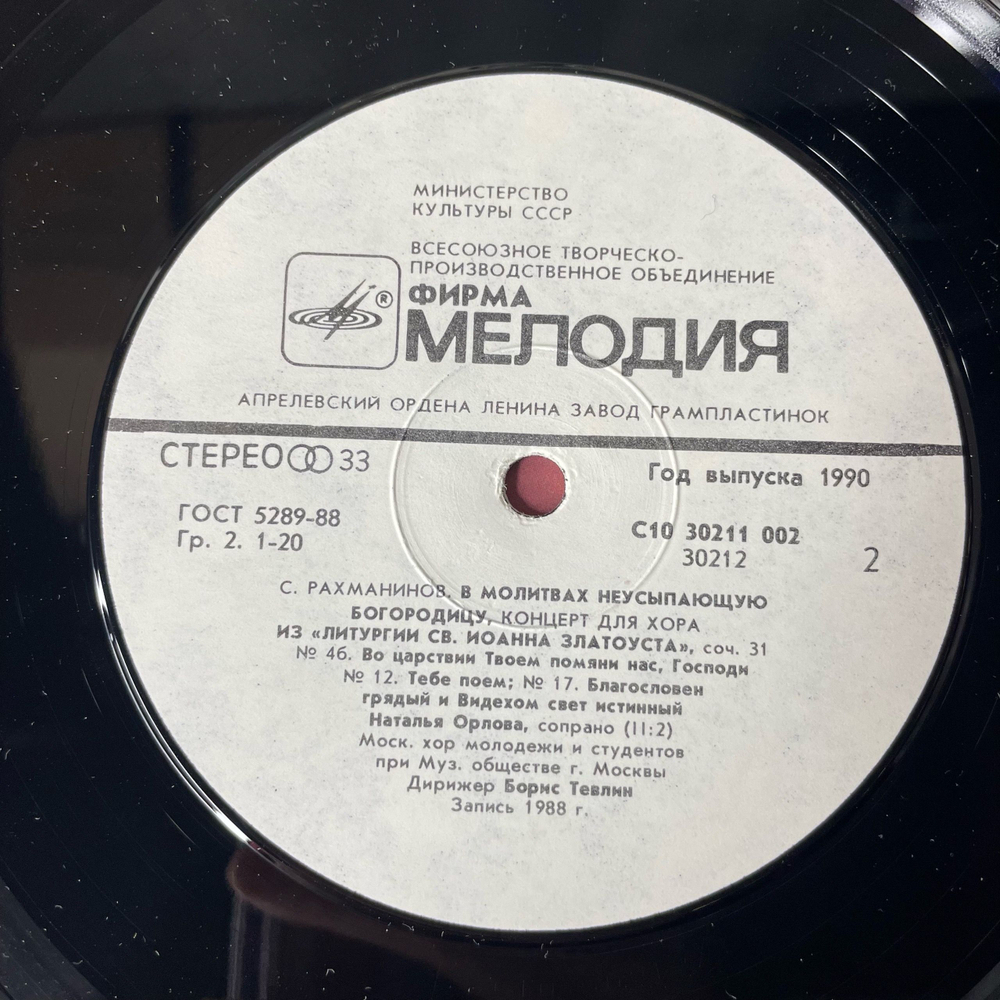 МИНИСТЕРСТВО
КУЛЬТУРЫ СССР
ВСЕСОЮЗНОЕ ТВОРЧЕСКО-
ПРОИЗВОДСТВЕННОЕ ОБЪЕДИНЕНИЕ
®
ФИРМА
МЕЛОДИЯ
АПРЕЛЕВСКИЙ ОРДЕНА ЛЕНИНА ЗАВОД ГРАМПЛАСТИНОК
СТЕРЕО 33
Год выпуска 1990
ГОСТ 5289-88
Гр. 2. 1-20
С10 30211 002
30212
2
С. РАХМАНИНОВ. В МОЛИТВАХ НЕУСЫПАЮЩУЮ
БОГОРОДИЦУ, КОНЦЕРТ ДЛЯ ХОРА
ИЗ «ЛИТУРГИИ СВ. ИОАННА ЗЛАТОУСТА», соч. 31
№ 4б. Во царствии Твоем помяни нас, Господи
№ 12. Тебе поем; № 17. Благословен
грядый и Видехом свет истинный
Наталья Орлова, сопрано (II:2)
Моск. хор молодежи и студентов
при Муз. обществе г. Москвы
Дирижер Борис Тевлин
Запись 1988 г.